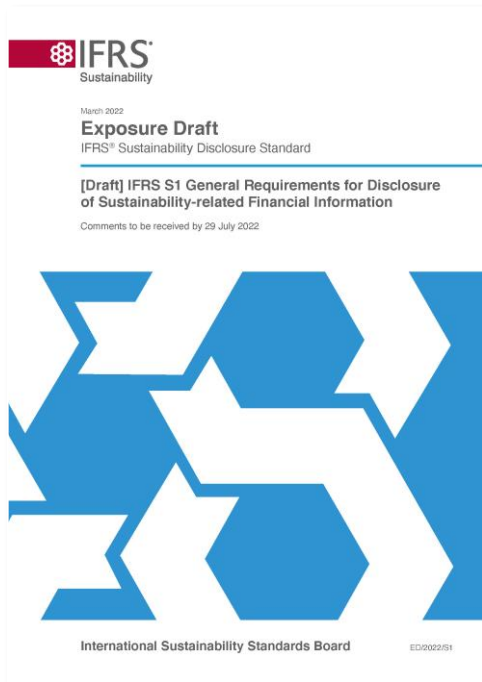 IFRS®
Sustainability
March 2022
Exposure Draft
IFRS® Sustainability Disclosure Standard
[Draft] IFRS S1 General Requirements for Disclosure
of Sustainability-related Financial Information
Comments to be received by 29 July 2022
International Sustainability Standards Board
ED/2022/S1